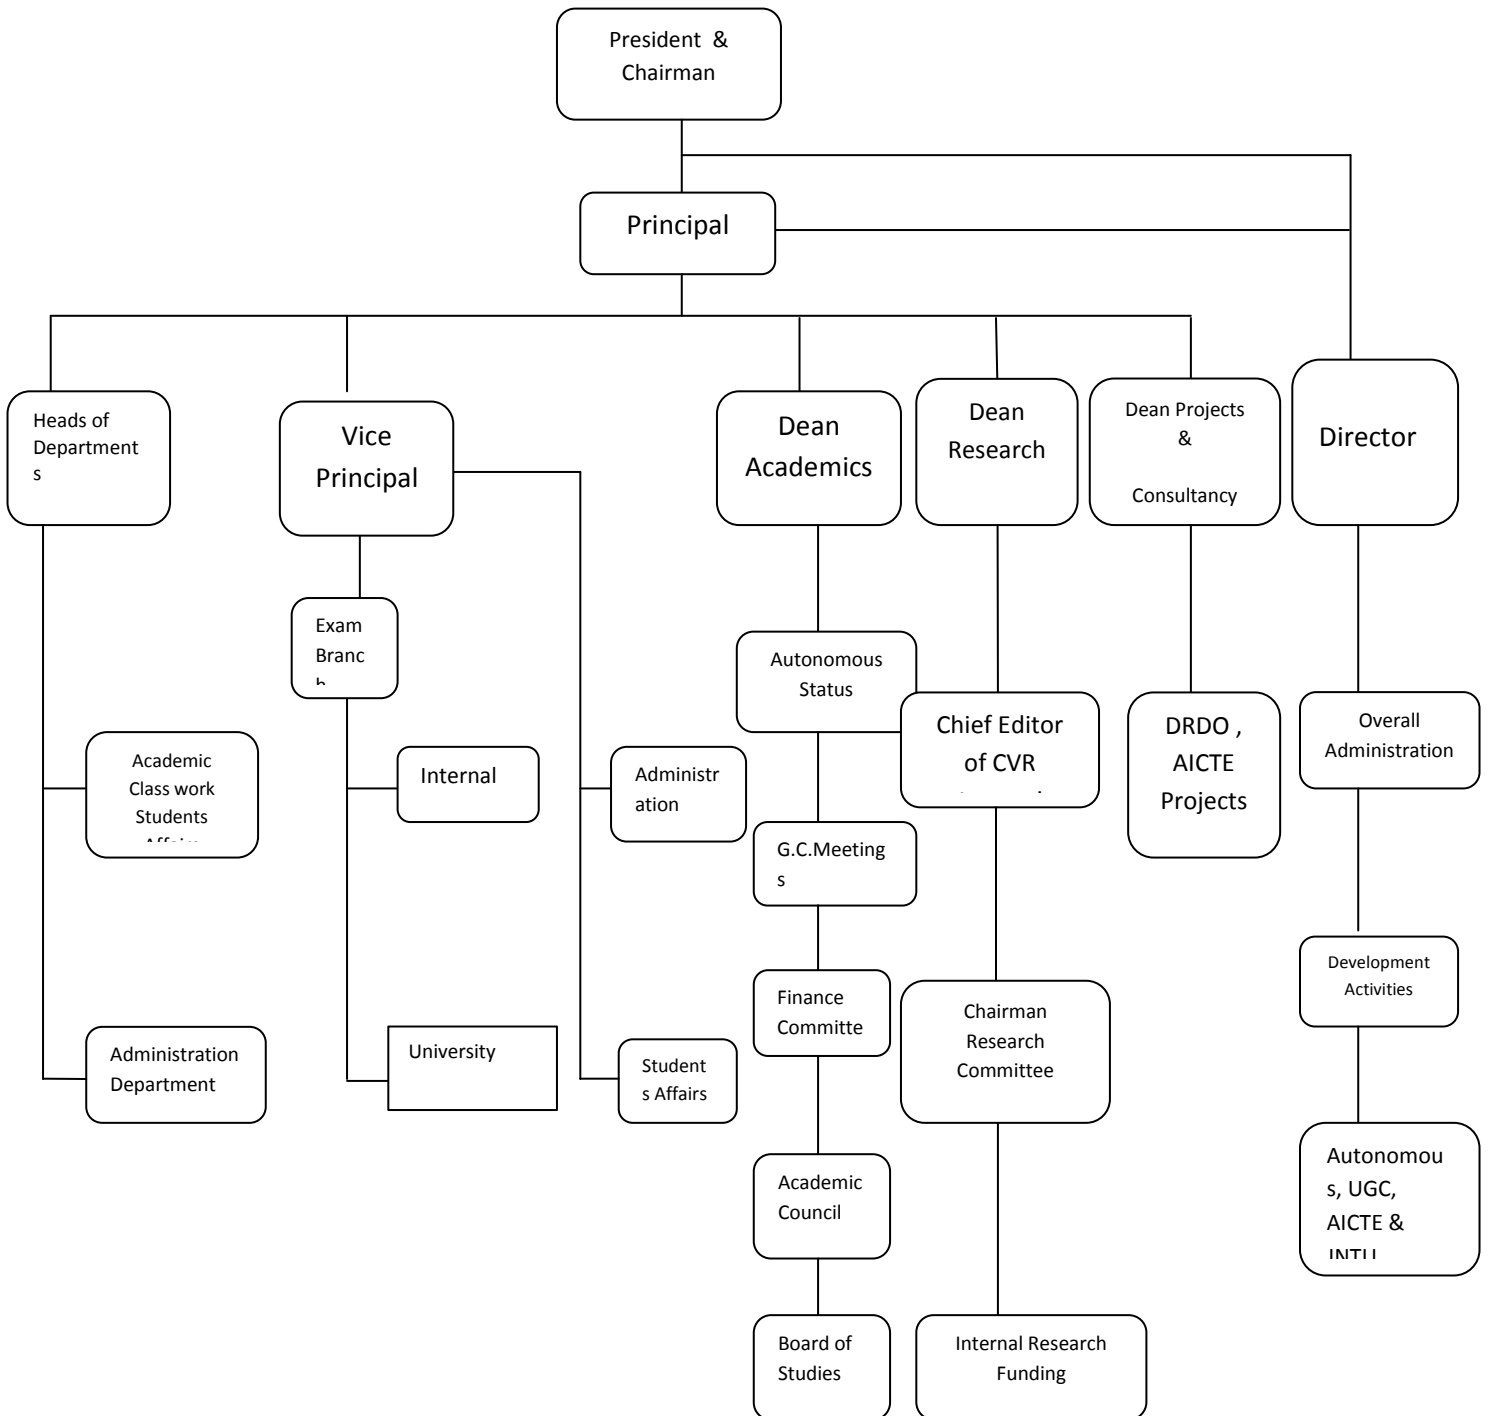 President &
Chairman
Principal
Heads of
Department
s
Vice
Principal
Dean
Academics
Dean
Research
Dean Projects
&
Consultancy
Director
Exam
Branc
Autonomous
Status
Chief Editor
of CVR
DRDO ,
AICTE
Projects
Overall
Administration
Academic
Class work
Students
Internal
Administr
ation
G.C.Meeting
s
Development
Activities
Finance
Committe
Chairman
Research
Committee
Administration
Department
University
Student
s Affairs
Academic
Council
Autonomou
s, UGC,
AICTE &
Board of
Studies
Internal Research
Funding